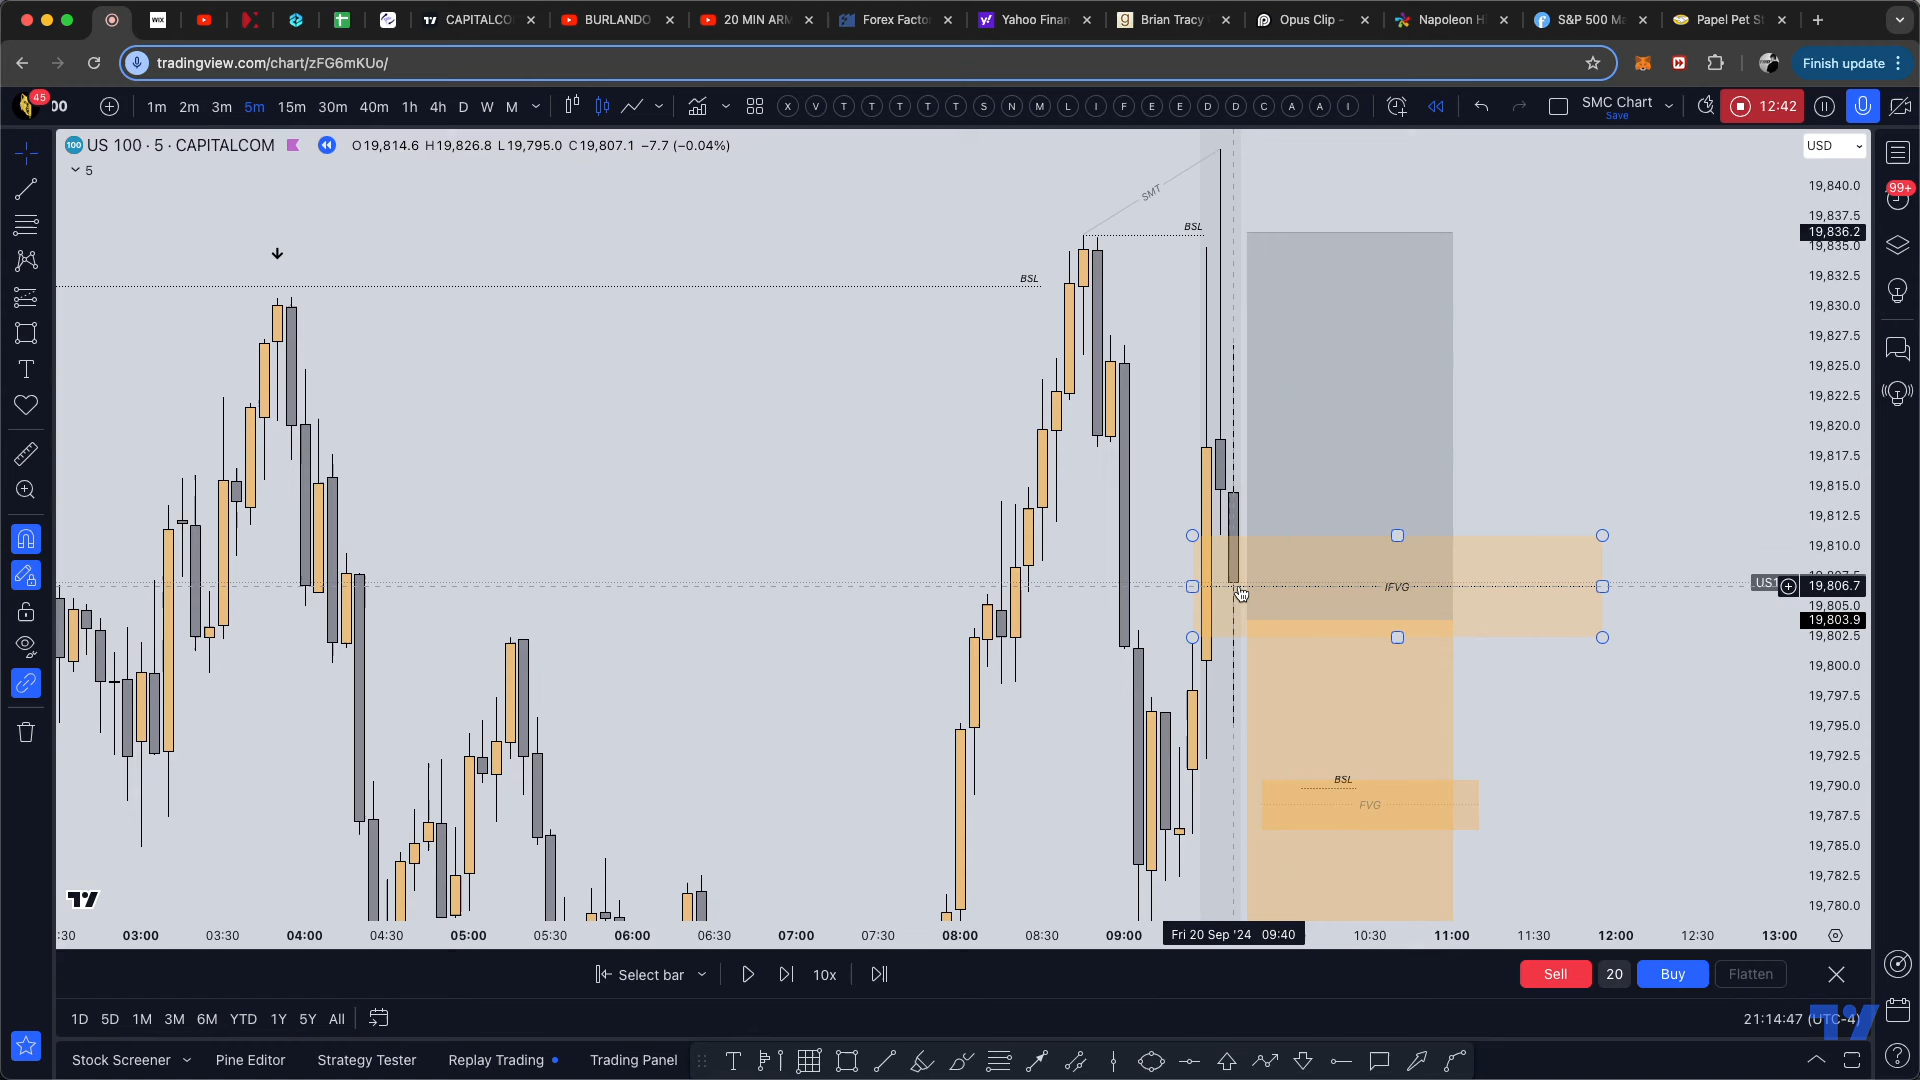 CAPITALCO
BURLANDO
20 MIN ARM
Forex Facto
Yahoo Finan
Brian Tracy
Opus Clip -
Napoleon H
S&P 500 Ma
Papel Pet S
WIX
tradingview.com/chart/zFG6mKUo/
Finish update
45
00
1m 2m 3m 5m 15m 30m 40m 1h 4h D W M
X V T T T T T S N M L I F E E D D C A A I
SMC Chart
Save
12:42
100 US 100 · 5 · CAPITALCOM O19,814.6 H19,826.8 L19,795.0 C19,807.1 −7.7 (−0.04%)
5
USD
99+
SMT
BSL
BSL
IFVG
BSL
FVG
19,840.0
19,837.5
19,836.2
19,835.0
19,832.5
19,830.0
19,827.5
19,825.0
19,822.5
19,820.0
19,817.5
19,815.0
19,812.5
19,810.0
US1
19,806.7
19,805.0
19,803.9
19,802.5
19,800.0
19,797.5
19,795.0
19,792.5
19,790.0
19,787.5
19,785.0
19,782.5
19,780.0
:30 03:00 03:30 04:00 04:30 05:00 05:30 06:00 06:30 07:00 07:30 08:00 08:30 09:00 Fri 20 Sep '24 09:40 10:30 11:00 11:30 12:00 12:30 13:00
Select bar 10x Sell 20 Buy Flatten
1D 5D 1M 3M 6M YTD 1Y 5Y All
21:14:47 (UTC-4)
Stock Screener Pine Editor Strategy Tester Replay Trading Trading Panel